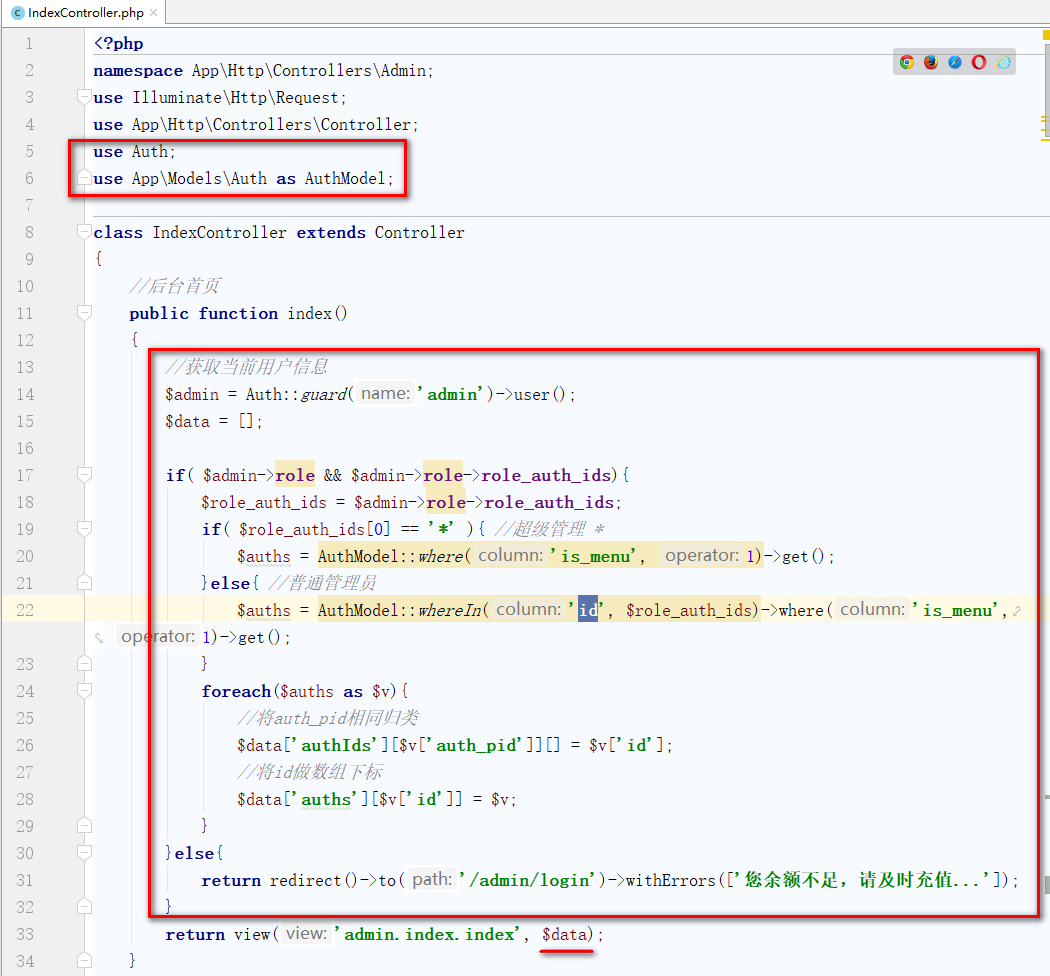 IndexController.php
1 <?php
2 namespace App\Http\Controllers\Admin;
3 use Illuminate\Http\Request;
4 use App\Http\Controllers\Controller;
5 use Auth;
6 use App\Models\Auth as AuthModel;
7
8 class IndexController extends Controller
9 {
10 //后台首页
11 public function index()
12 {
13 //获取当前用户信息
14 $admin = Auth::guard( name: 'admin')->user();
15 $data = [];
16
17 if( $admin->role && $admin->role->role_auth_ids){
18 $role_auth_ids = $admin->role->role_auth_ids;
19 if( $role_auth_ids[0] == '*' ){ //超级管理 *
20 $auths = AuthModel::where( column: 'is_menu', operator: 1)->get();
21 }else{ //普通管理员
22 $auths = AuthModel::whereIn( column: 'id', $role_auth_ids)->where( column: 'is_menu',
operator: 1)->get();
23 }
24 foreach($auths as $v){
25 //将auth_pid相同归类
26 $data['authIds'][$v['auth_pid']][] = $v['id'];
27 //将id做数组下标
28 $data['auths'][$v['id']] = $v;
29 }
30 }else{
31 return redirect()->to( path: '/admin/login')->withErrors(['您余额不足，请及时充值...']);
32 }
33 return view( view: 'admin.index.index', $data);
34 }